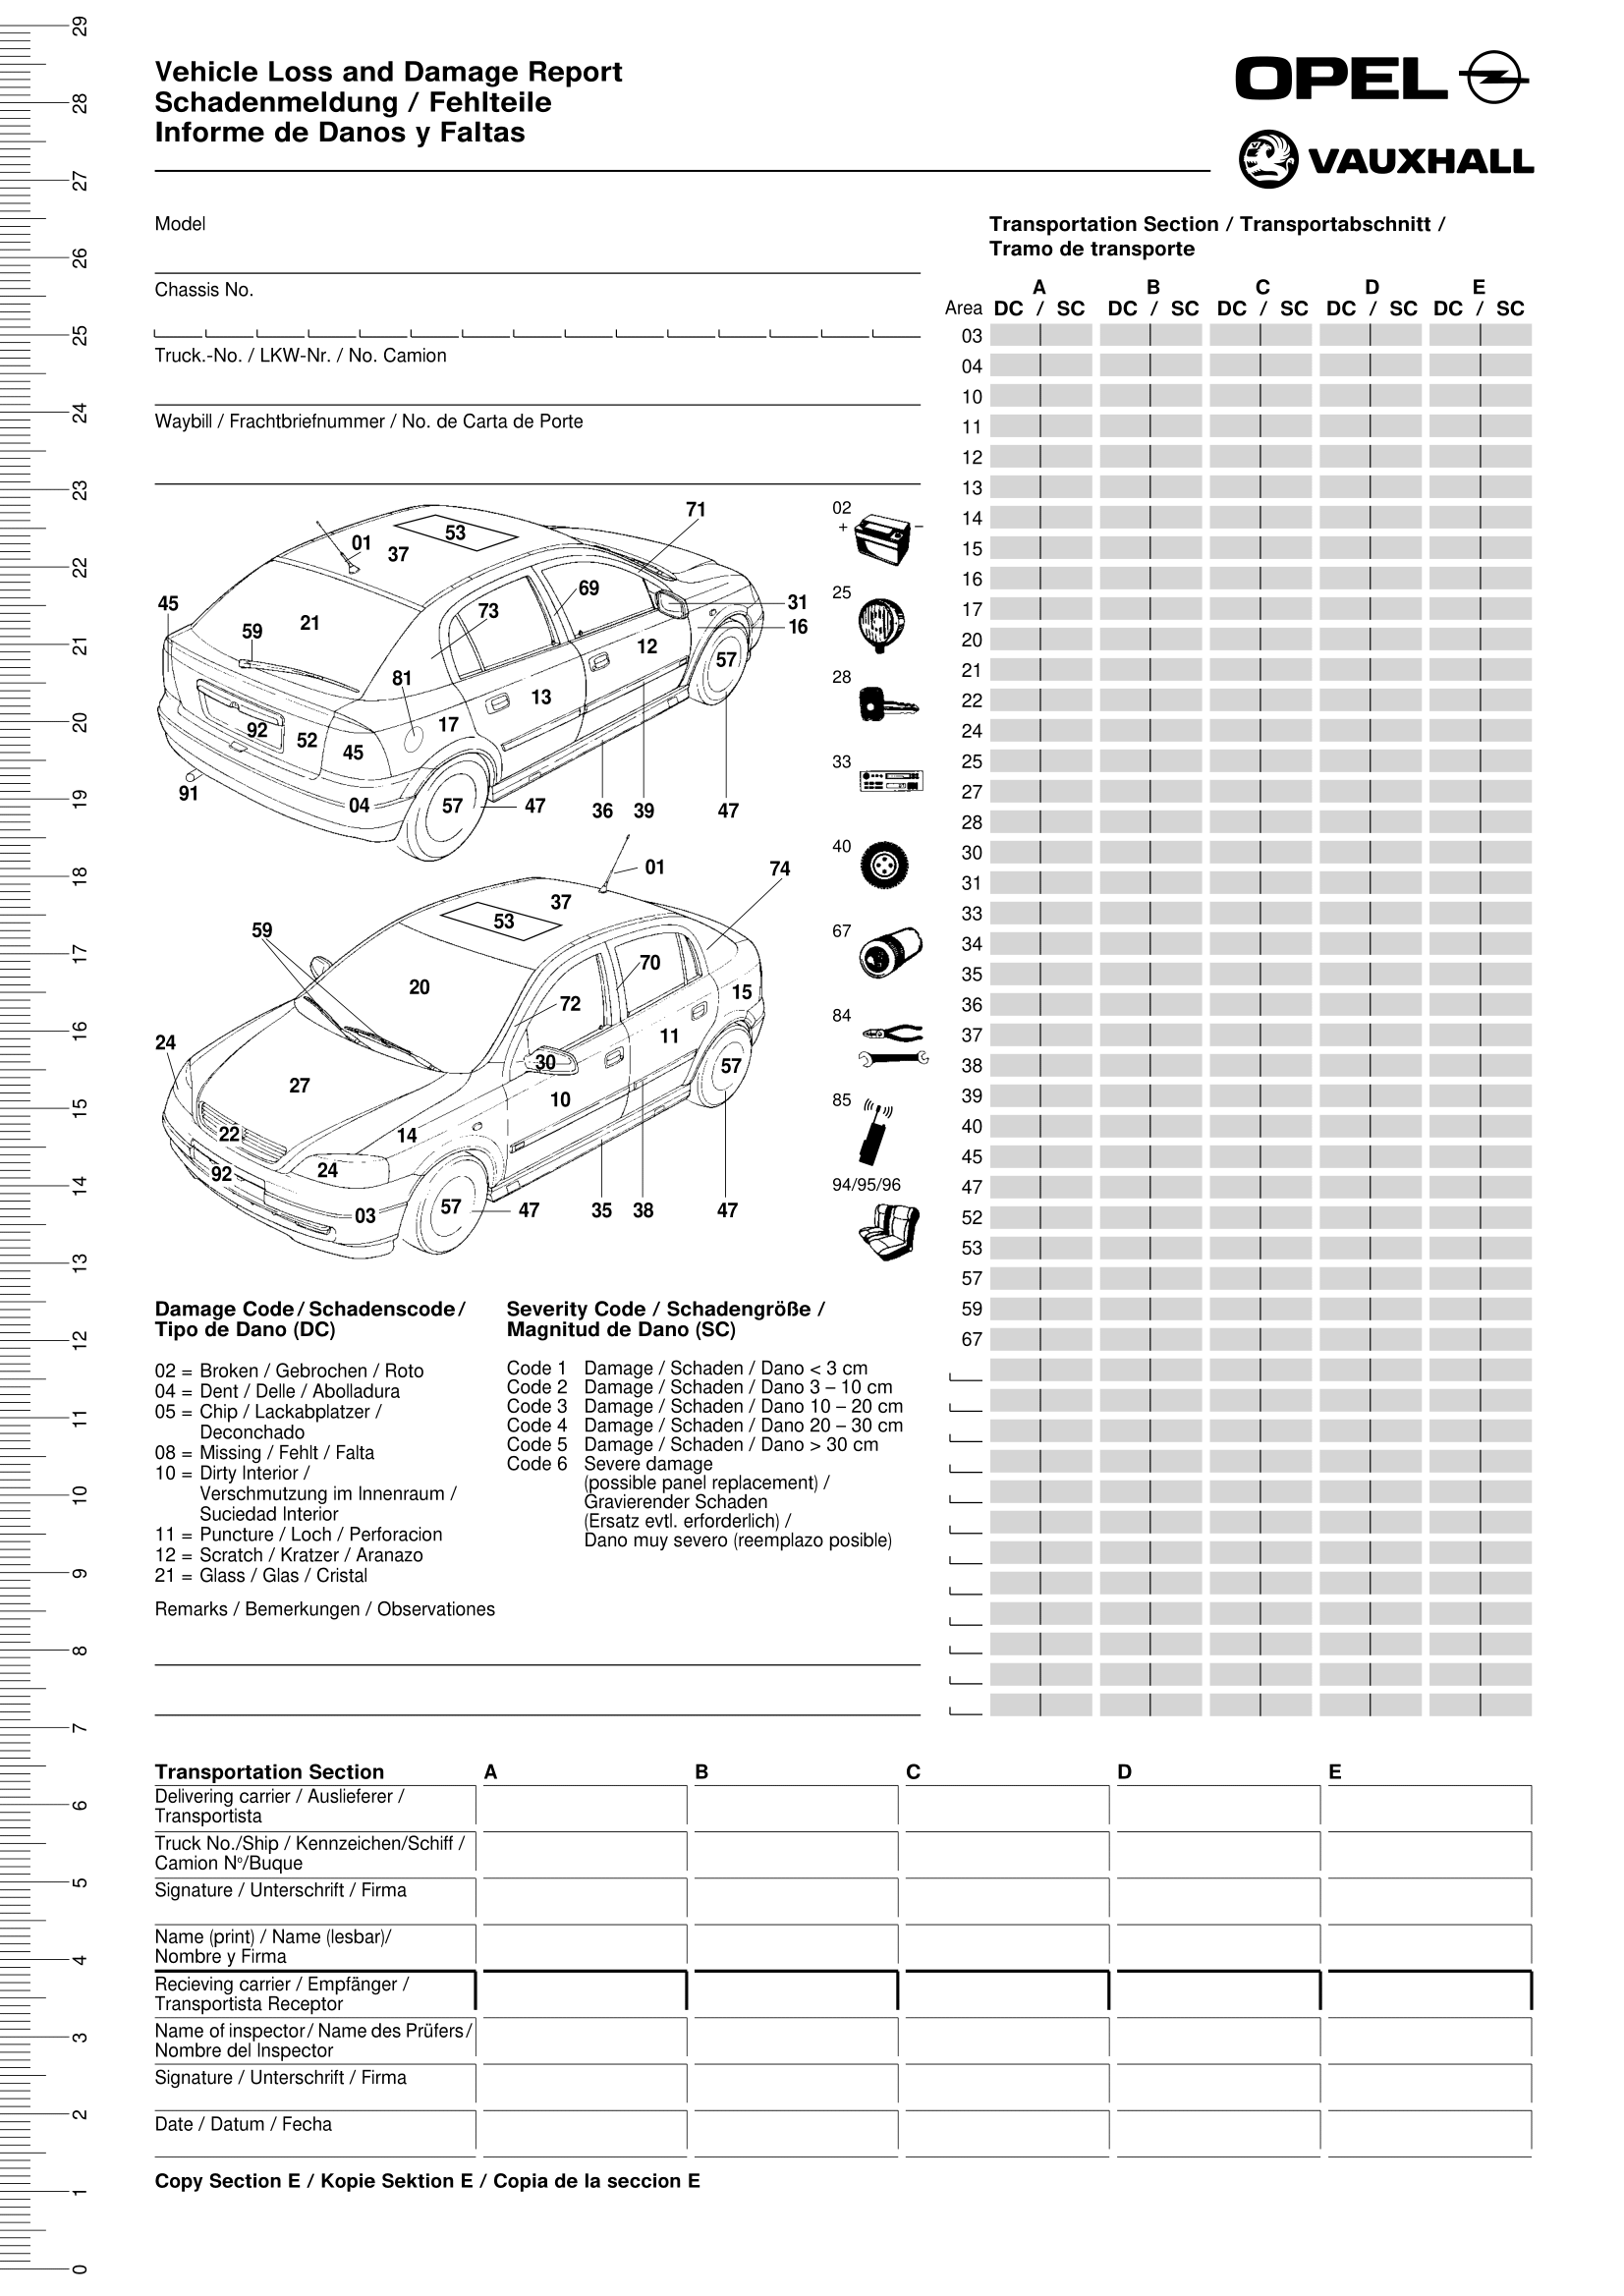 Vehicle Loss and Damage Report
Schadenmeldung / Fehlteile
Informe de Danos y Faltas
OPEL
VAUXHALL
Model
Chassis No.
Truck.-No. / LKW-Nr. / No. Camion
Waybill / Frachtbriefnummer / No. de Carta de Porte
53
71
01
37
69
45
73
31
59
21
16
12
57
81
13
17
92
52
45
91
04
57
47
36
39
47
01
74
37
53
59
70
20
15
72
24
11
30
57
27
10
22
14
92
24
57
03
47
35
38
47
02
+ –
25
28
33
40
67
84
85
94/95/96
Damage Code / Schadenscode /
Tipo de Dano (DC)
02 = Broken / Gebrochen / Roto
04 = Dent / Delle / Abolladura
05 = Chip / Lackabplatzer /
Deconchado
08 = Missing / Fehlt / Falta
10 = Dirty Interior /
Verschmutzung im Innenraum /
Suciedad Interior
11 = Puncture / Loch / Perforacion
12 = Scratch / Kratzer / Aranazo
21 = Glass / Glas / Cristal
Severity Code / Schadengröße /
Magnitud de Dano (SC)
Code 1 Damage / Schaden / Dano < 3 cm
Code 2 Damage / Schaden / Dano 3 – 10 cm
Code 3 Damage / Schaden / Dano 10 – 20 cm
Code 4 Damage / Schaden / Dano 20 – 30 cm
Code 5 Damage / Schaden / Dano > 30 cm
Code 6 Severe damage
(possible panel replacement) /
Gravierender Schaden
(Ersatz evtl. erforderlich) /
Dano muy severo (reemplazo posible)
Remarks / Bemerkungen / Observationes
Transportation Section / Transportabschnitt /
Tramo de transporte
A B C D E
Area DC / SC DC / SC DC / SC DC / SC DC / SC
03
04
10
11
12
13
14
15
16
17
20
21
22
24
25
27
28
30
31
33
34
35
36
37
38
39
40
45
47
52
53
57
59
67
Transportation Section A B C D E
Delivering carrier / Auslieferer /
Transportista
Truck No./Ship / Kennzeichen/Schiff /
Camion Nº/Buque
Signature / Unterschrift / Firma
Name (print) / Name (lesbar)/
Nombre y Firma
Recieving carrier / Empfänger /
Transportista Receptor
Name of inspector / Name des Prüfers /
Nombre del Inspector
Signature / Unterschrift / Firma
Date / Datum / Fecha
Copy Section E / Kopie Sektion E / Copia de la seccion E
29
28
27
26
25
24
23
22
21
20
19
18
17
16
15
14
13
12
11
10
9
8
7
6
5
4
3
2
1
0